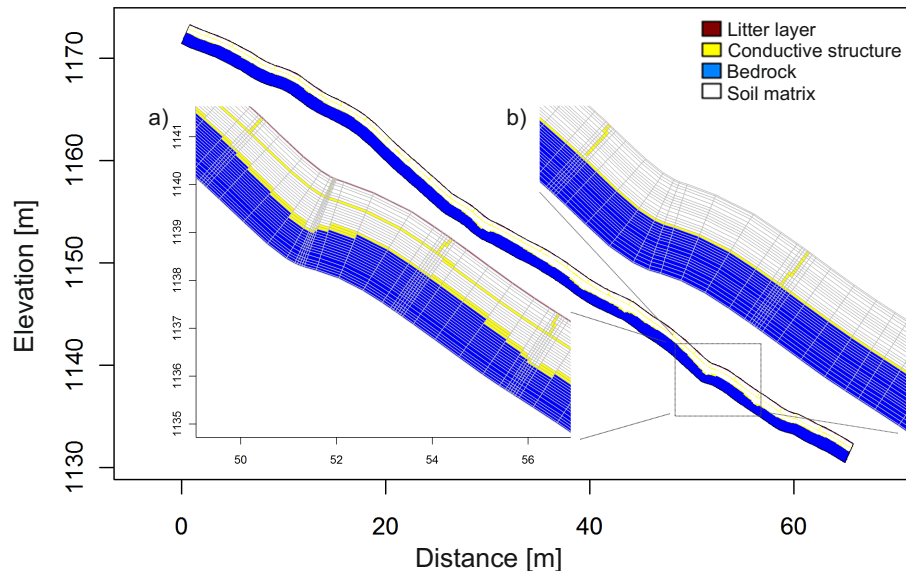 Litter layer
Conductive structure
Bedrock
Soil matrix
a)
b)
Elevation [m]
1170
1160
1150
1140
1130
1141
1140
1139
1138
1137
1136
1135
50
52
54
56
0
20
40
60
Distance [m]